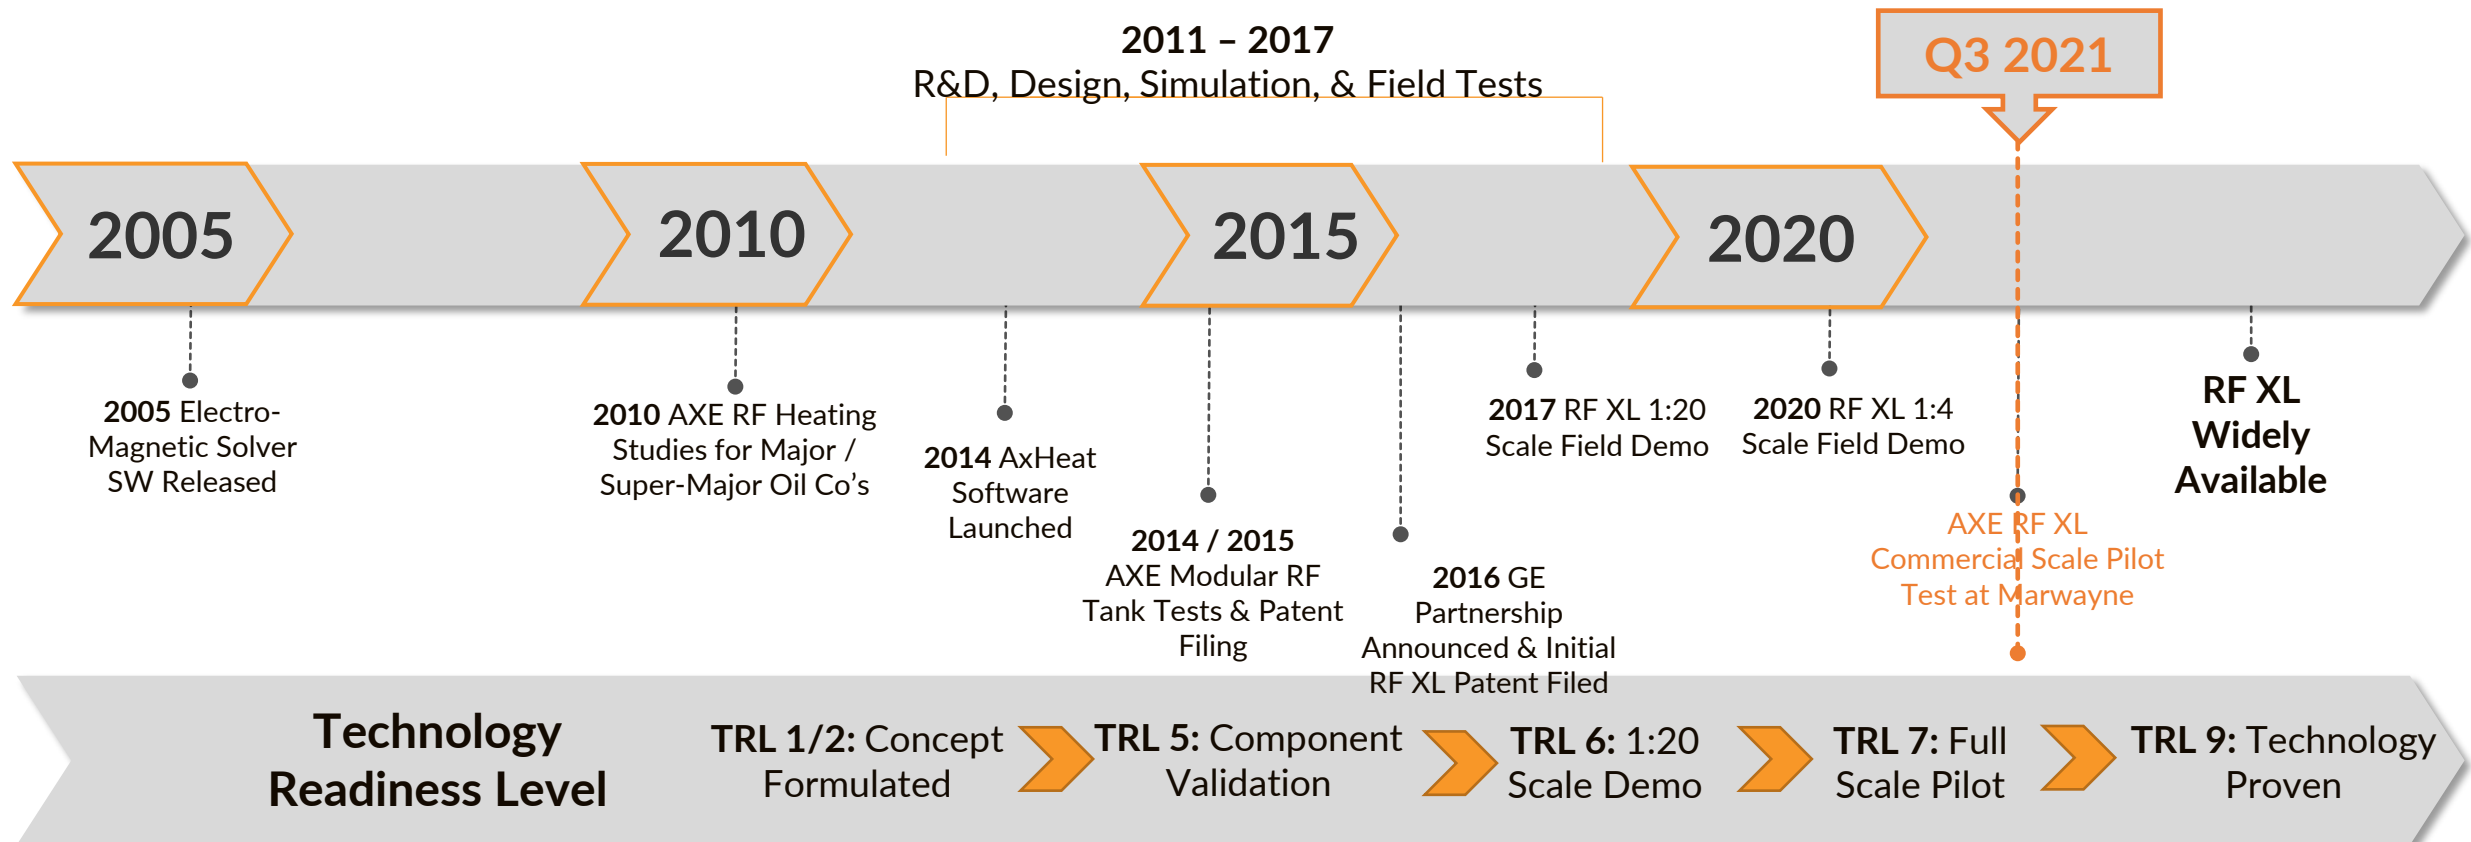 2011 – 2017
R&D, Design, Simulation, & Field Tests
Q3 2021
2005
2010
2015
2020
2005 Electro-
Magnetic Solver
SW Released
2010 AXE RF Heating
Studies for Major /
Super-Major Oil Co’s
2014 AxHeat
Software
Launched
2014 / 2015
AXE Modular RF
Tank Tests & Patent
Filing
2016 GE
Partnership
Announced & Initial
RF XL Patent Filed
2017 RF XL 1:20
Scale Field Demo
2020 RF XL 1:4
Scale Field Demo
AXE RF XL
Commercial Scale Pilot
Test at Marwayne
RF XL
Widely
Available
Technology
Readiness Level
TRL 1/2: Concept
Formulated
TRL 5: Component
Validation
TRL 6: 1:20
Scale Demo
TRL 7: Full
Scale Pilot
TRL 9: Technology
Proven